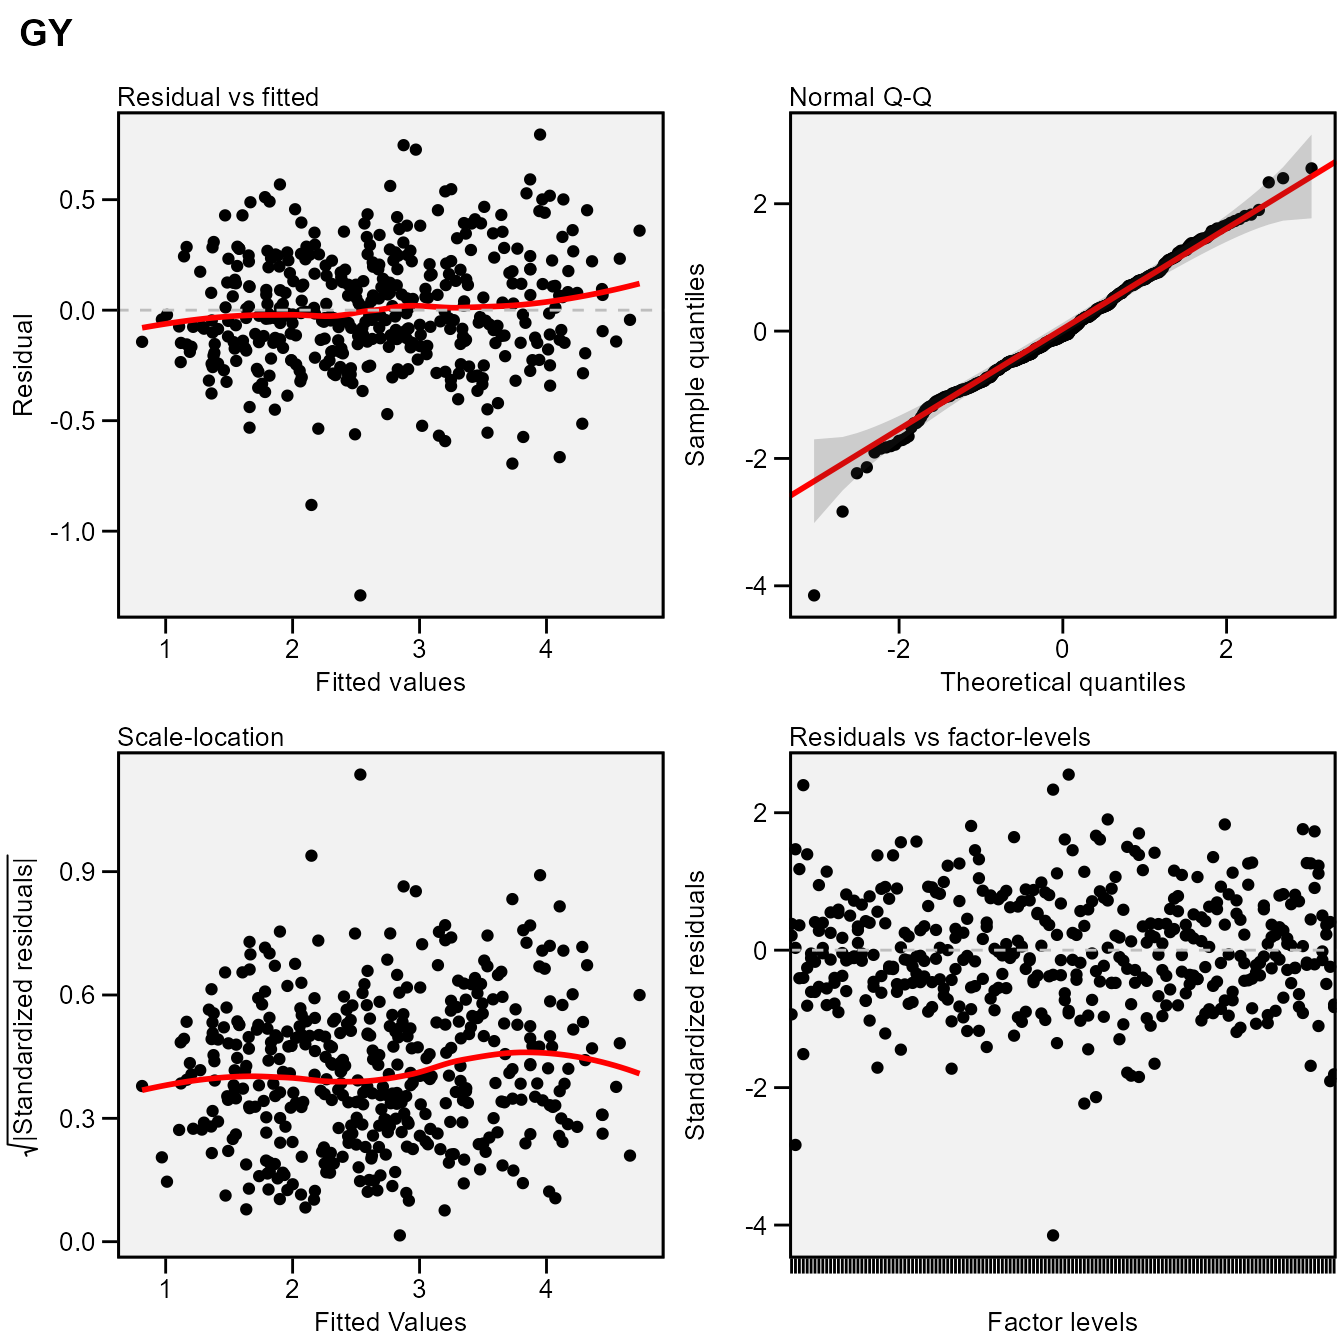 GY
Residual vs fitted
Residual
0.5
0.0
-0.5
-1.0
1 2 3 4
Fitted values
Normal Q-Q
Sample quantiles
2
0
-2
-4
-2 0 2
Theoretical quantiles
Scale-location
√|Standardized residuals|
0.9
0.6
0.3
0.0
1 2 3 4
Fitted Values
Residuals vs factor-levels
Standardized residuals
2
0
-2
-4
Factor levels